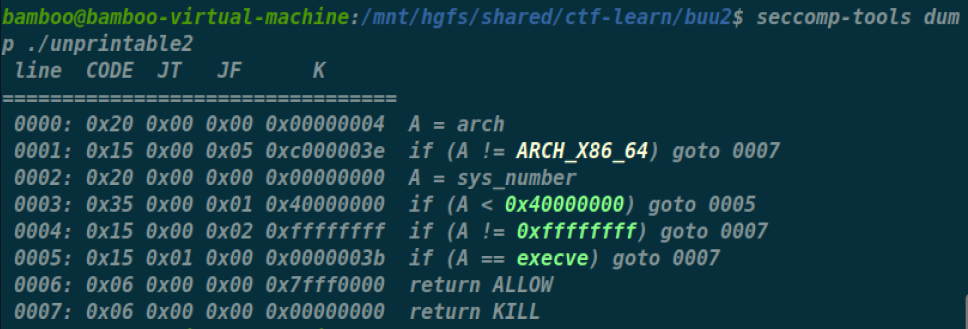 bamboo@bamboo-virtual-machine:/mnt/hgfs/shared/ctf-learn/buu2$ seccomp-tools dum
p ./unprintable2
 line  CODE  JT   JF      K
=================================
 0000: 0x20 0x00 0x00 0x00000004  A = arch
 0001: 0x15 0x00 0x05 0xc000003e  if (A != ARCH_X86_64) goto 0007
 0002: 0x20 0x00 0x00 0x00000000  A = sys_number
 0003: 0x35 0x00 0x01 0x40000000  if (A < 0x40000000) goto 0005
 0004: 0x15 0x00 0x02 0xffffffff  if (A != 0xffffffff) goto 0007
 0005: 0x15 0x01 0x00 0x0000003b  if (A == execve) goto 0007
 0006: 0x06 0x00 0x00 0x7fff0000  return ALLOW
 0007: 0x06 0x00 0x00 0x00000000  return KILL